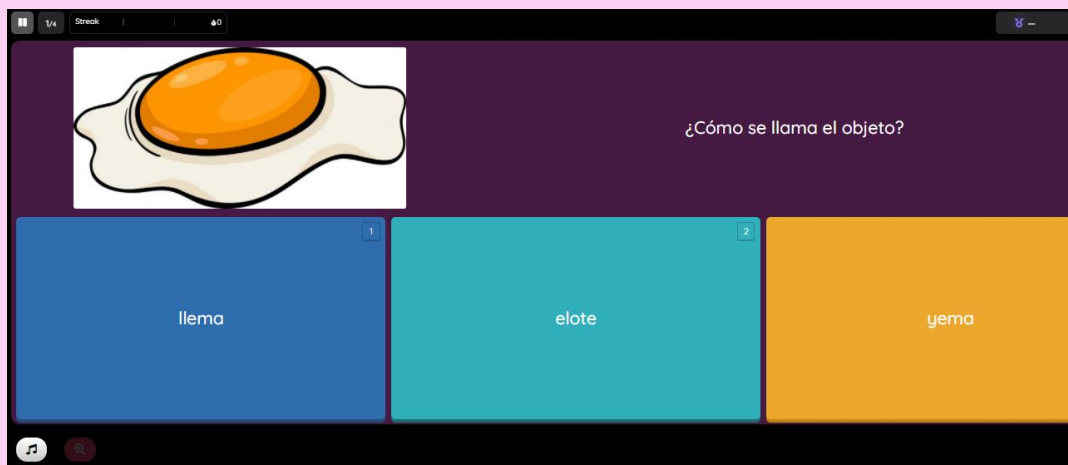 1/4 Streak 0
¿Cómo se llama el objeto?
1
llema
2
elote
yema